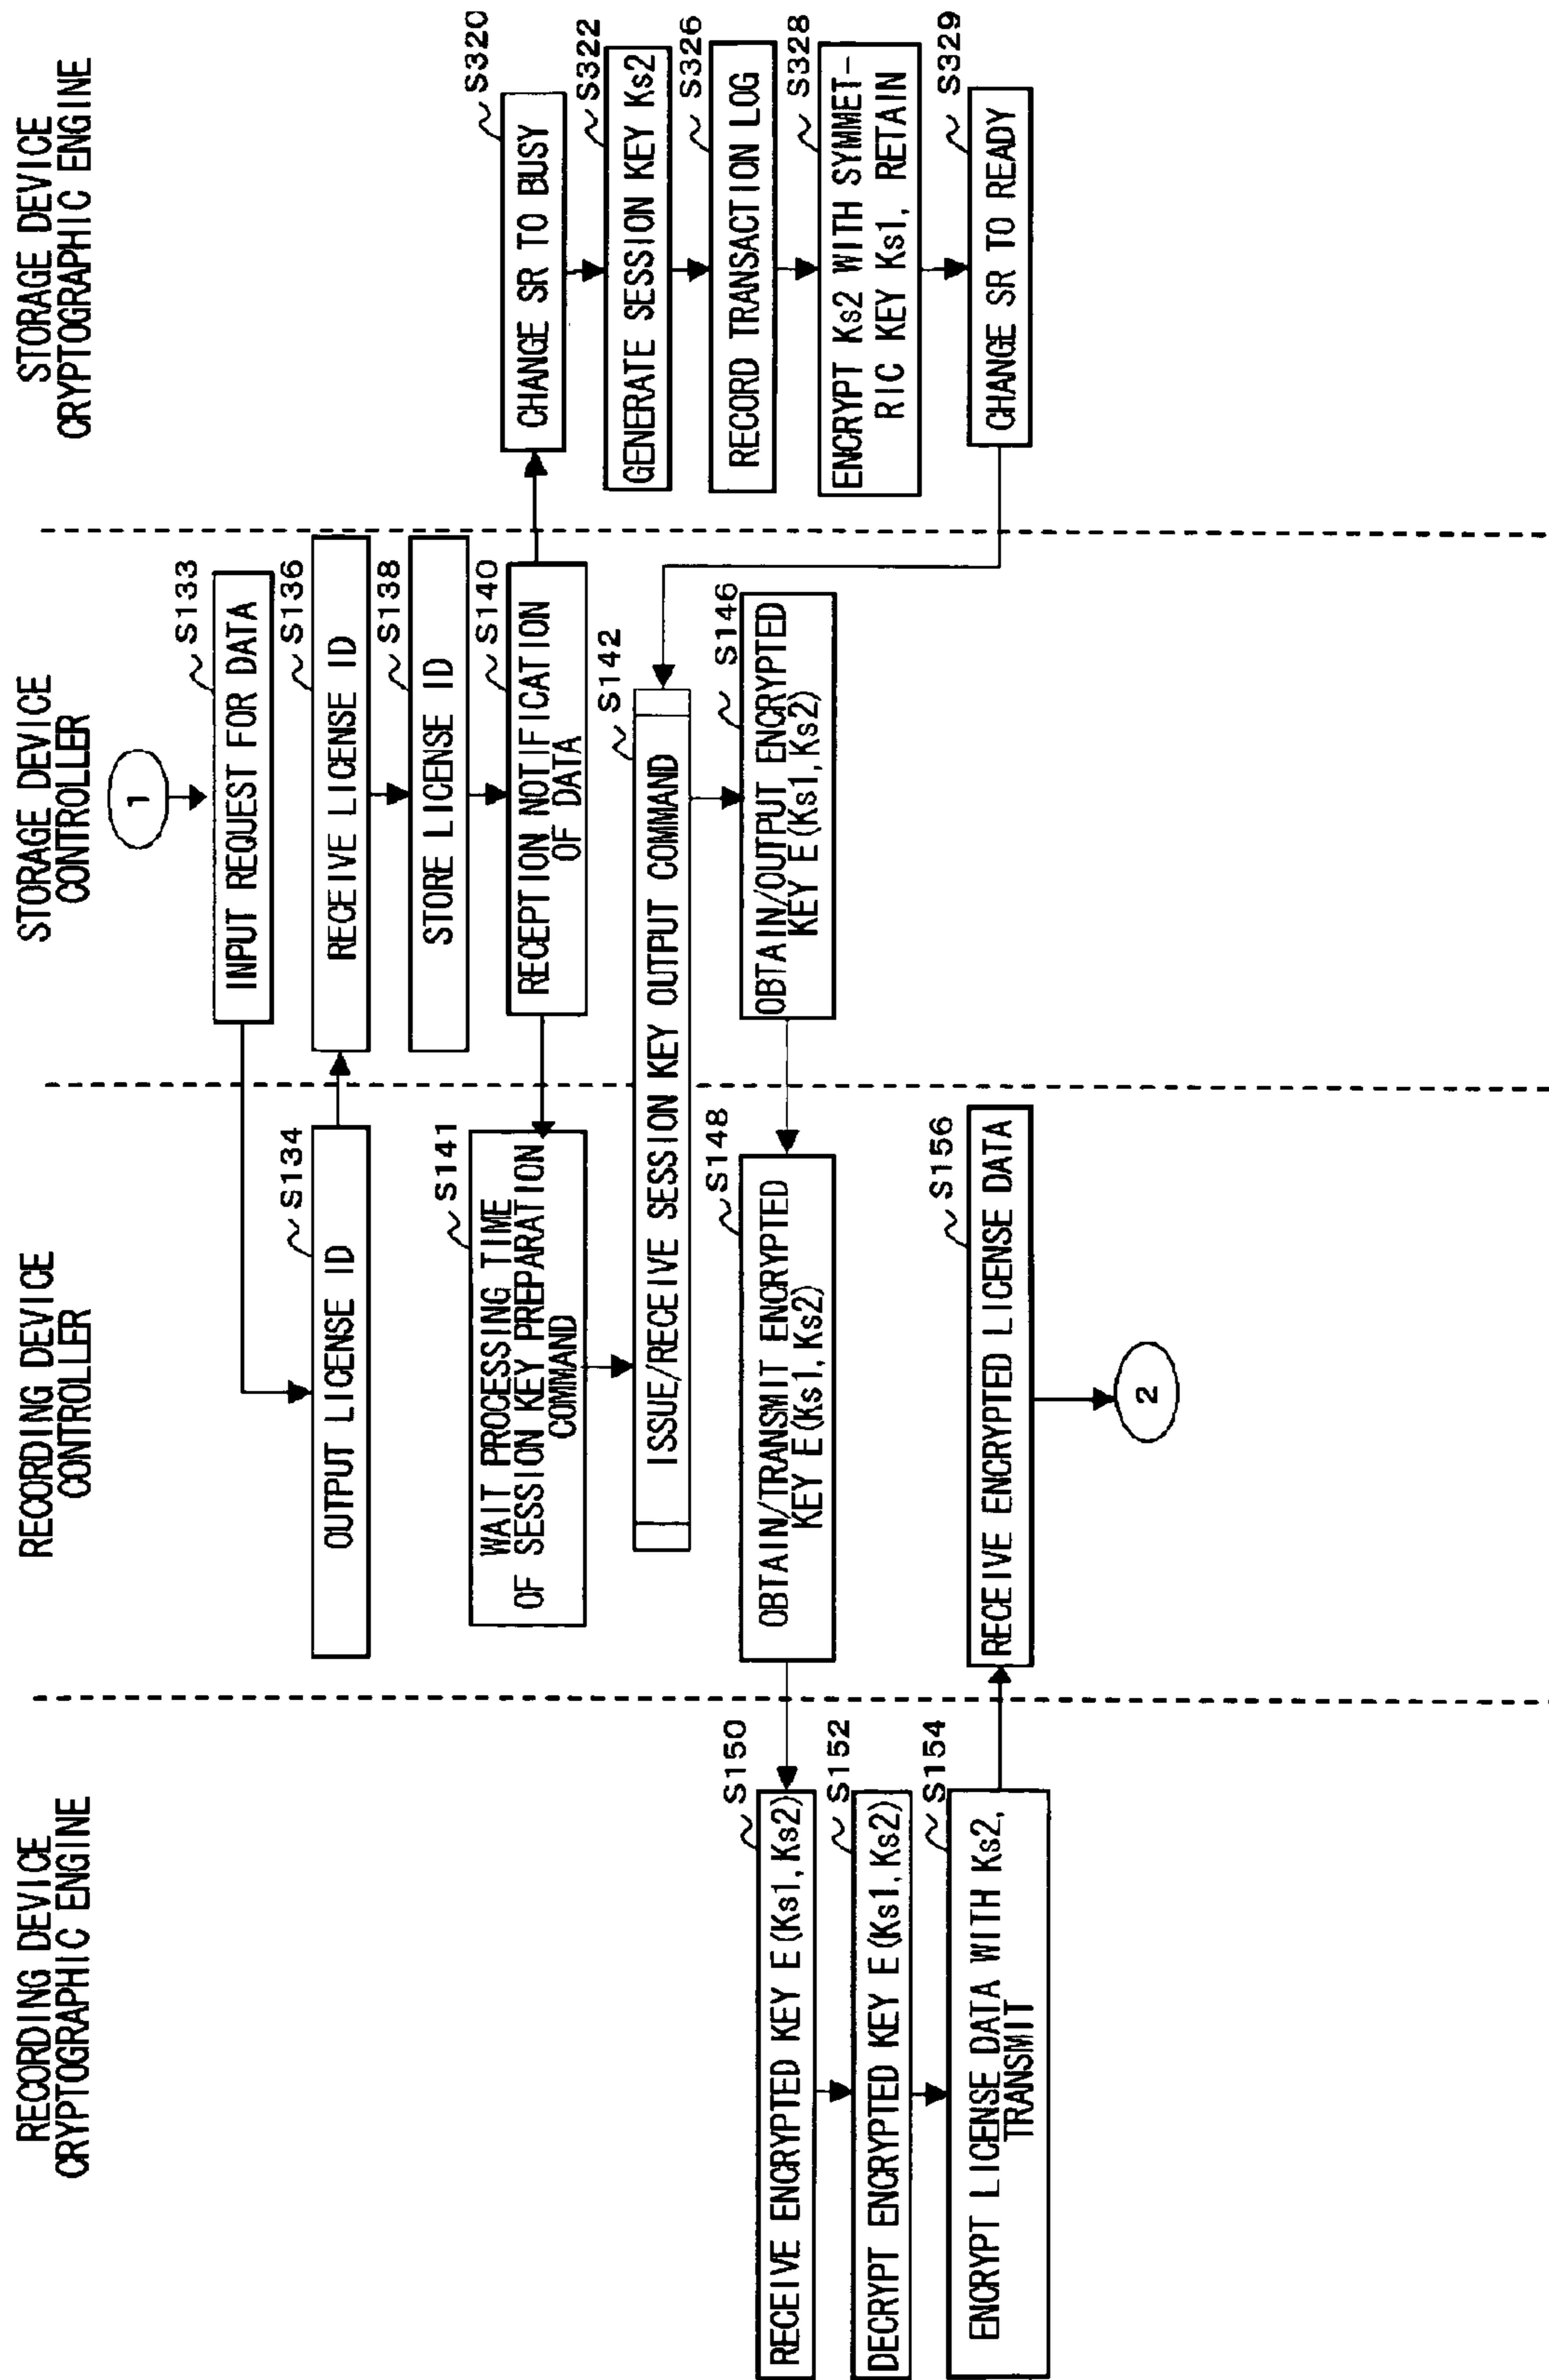 RECORDING DEVICE
CRYPTOGRAPHIC ENGINE
RECORDING DEVICE
CONTROLLER
STORAGE DEVICE
CONTROLLER
STORAGE DEVICE
CRYPTOGRAPHIC ENGINE
1
S133
INPUT REQUEST FOR DATA
S134
OUTPUT LICENSE ID
S136
RECEIVE LICENSE ID
S138
STORE LICENSE ID
S140
RECEPTION NOTIFICATION
OF DATA
S141
WAIT PROCESSING TIME
OF SESSION KEY PREPARATION
COMMAND
S320
CHANGE SR TO BUSY
S322
GENERATE SESSION KEY Ks2
S326
RECORD TRANSACTION LOG
S328
ENCRYPT Ks2 WITH SYMMET-
RIC KEY Ks1, RETAIN
S329
CHANGE SR TO READY
S142
ISSUE/RECEIVE SESSION KEY OUTPUT COMMAND
S146
OBTAIN/OUTPUT ENCRYPTED
KEY E(Ks1,Ks2)
S148
OBTAIN/TRANSMIT ENCRYPTED
KEY E(Ks1,Ks2)
S150
RECEIVE ENCRYPTED KEY E(Ks1,Ks2)
S152
DECRYPT ENCRYPTED KEY E(Ks1,Ks2)
S154
ENCRYPT LICENSE DATA WITH Ks2,
TRANSMIT
S156
RECEIVE ENCRYPTED LICENSE DATA
2